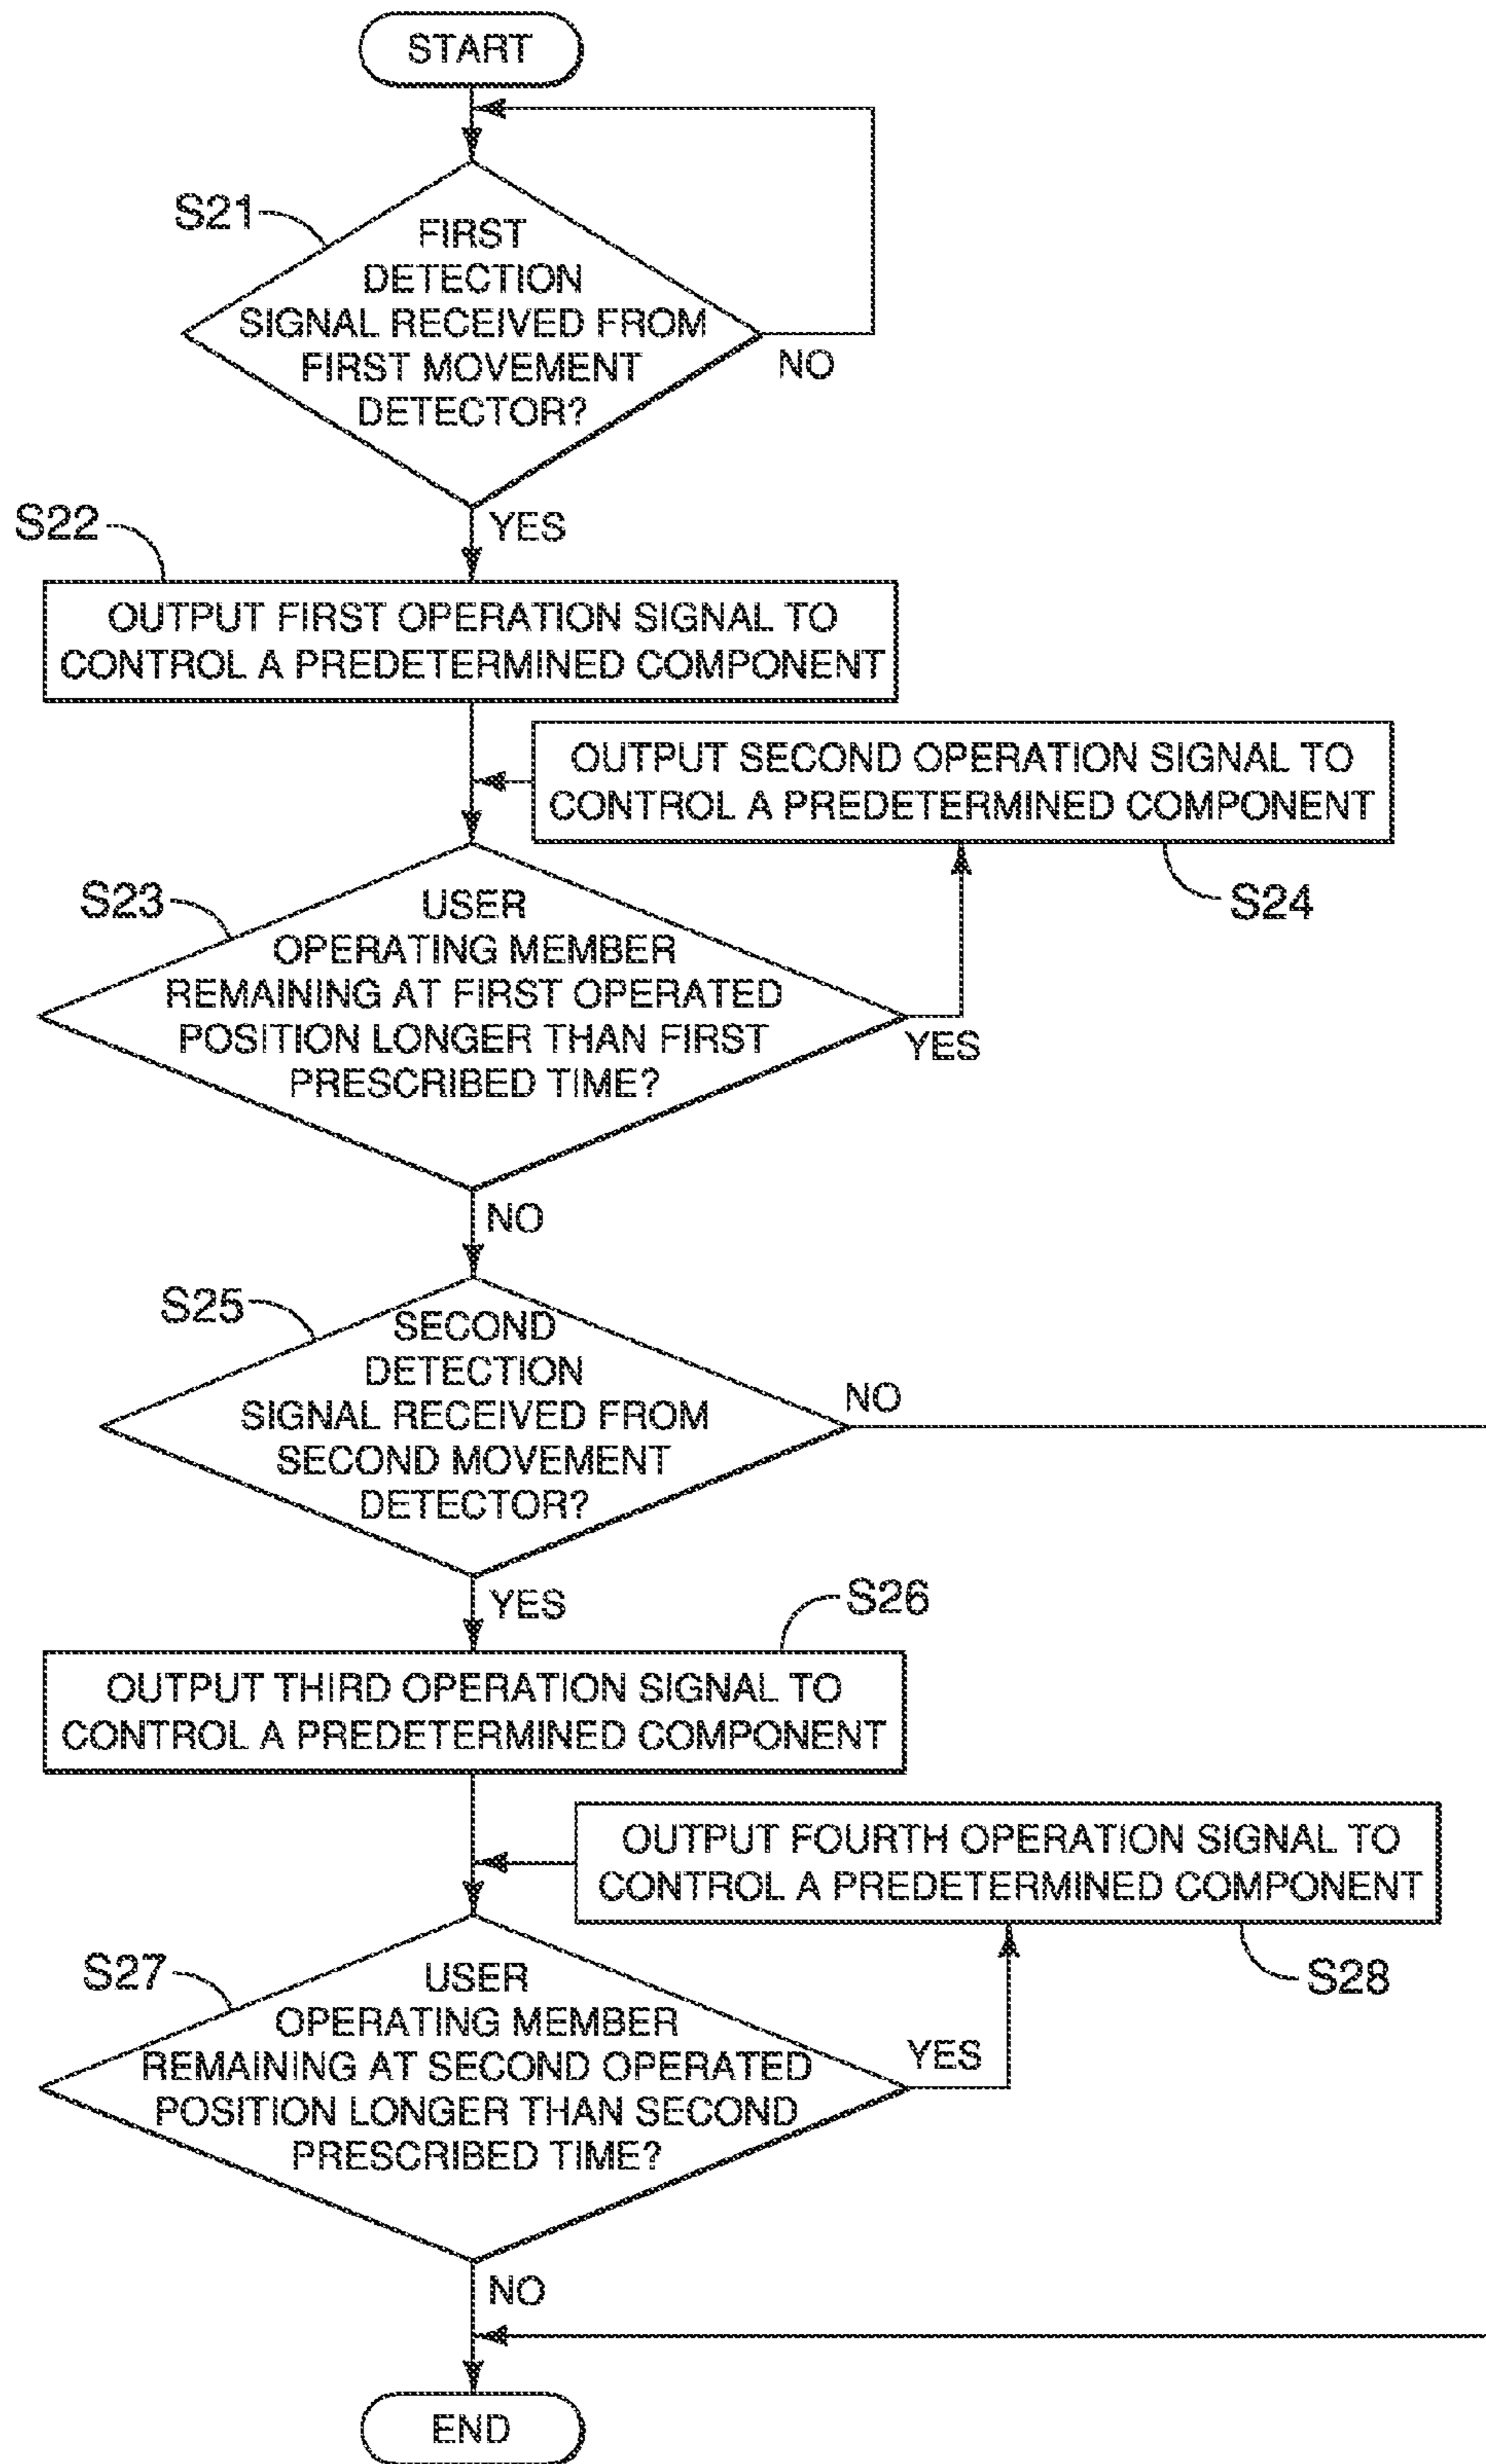 START
S21
FIRST
DETECTION
SIGNAL RECEIVED FROM
FIRST MOVEMENT
DETECTOR?
NO
YES
S22
OUTPUT FIRST OPERATION SIGNAL TO
CONTROL A PREDETERMINED COMPONENT
OUTPUT SECOND OPERATION SIGNAL TO
CONTROL A PREDETERMINED COMPONENT
S24
S23
USER
OPERATING MEMBER
REMAINING AT FIRST OPERATED
POSITION LONGER THAN FIRST
PRESCRIBED TIME?
YES
NO
S25
SECOND
DETECTION
SIGNAL RECEIVED FROM
SECOND MOVEMENT
DETECTOR?
NO
YES
S26
OUTPUT THIRD OPERATION SIGNAL TO
CONTROL A PREDETERMINED COMPONENT
OUTPUT FOURTH OPERATION SIGNAL TO
CONTROL A PREDETERMINED COMPONENT
S28
S27
USER
OPERATING MEMBER
REMAINING AT SECOND OPERATED
POSITION LONGER THAN SECOND
PRESCRIBED TIME?
YES
NO
END